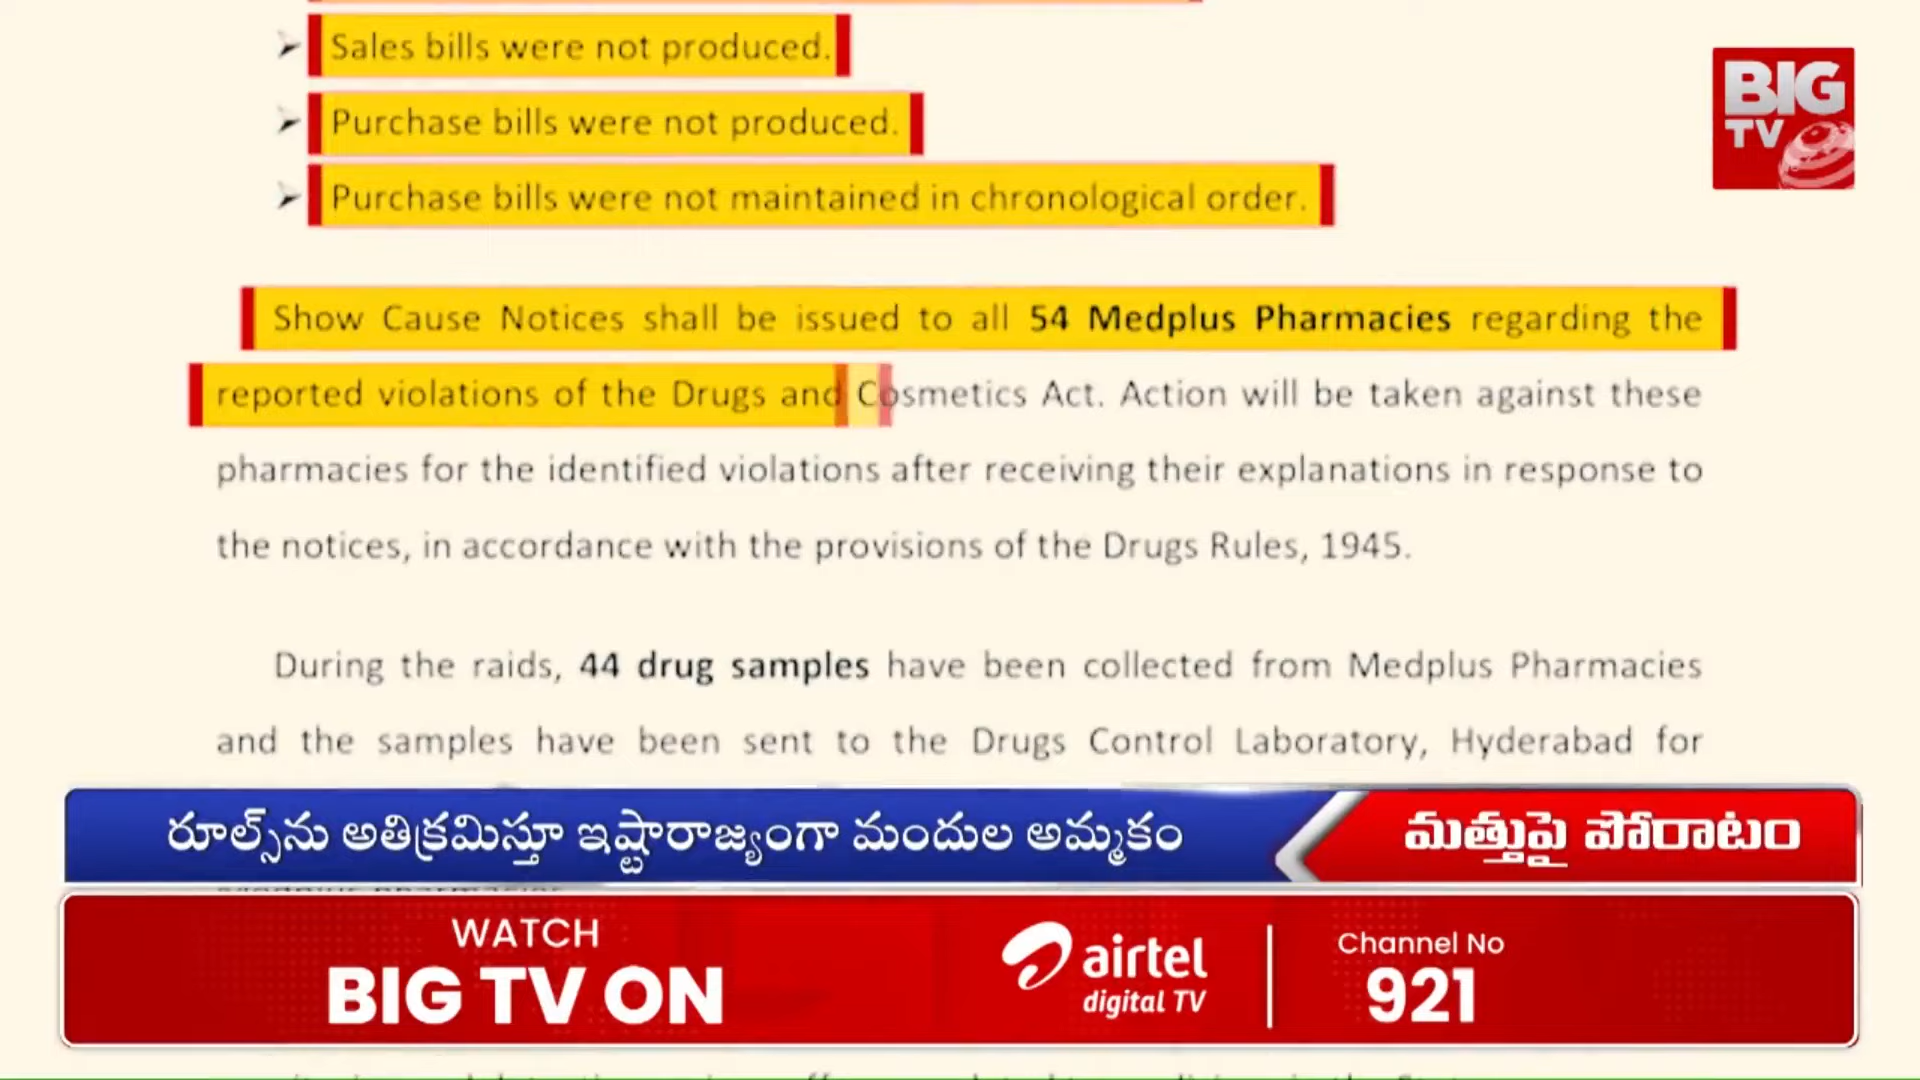 Sales bills were not produced.
Purchase bills were not produced.
Purchase bills were not maintained in chronological order.
BIG
TV
Show Cause Notices shall be issued to all 54 Medplus Pharmacies regarding the
reported violations of the Drugs and Cosmetics Act. Action will be taken against these
pharmacies for the identified violations after receiving their explanations in response to
the notices, in accordance with the provisions of the Drugs Rules, 1945.
During the raids, 44 drug samples have been collected from Medplus Pharmacies
and the samples have been sent to the Drugs Control Laboratory, Hyderabad for
రూల్స్‌ను అతిక్రమిస్తూ ఇష్టారాజ్యంగా మందుల అమ్మకం
మత్తుపై పోరాటం
WATCH
BIG TV ON
airtel
digital TV
Channel No
921